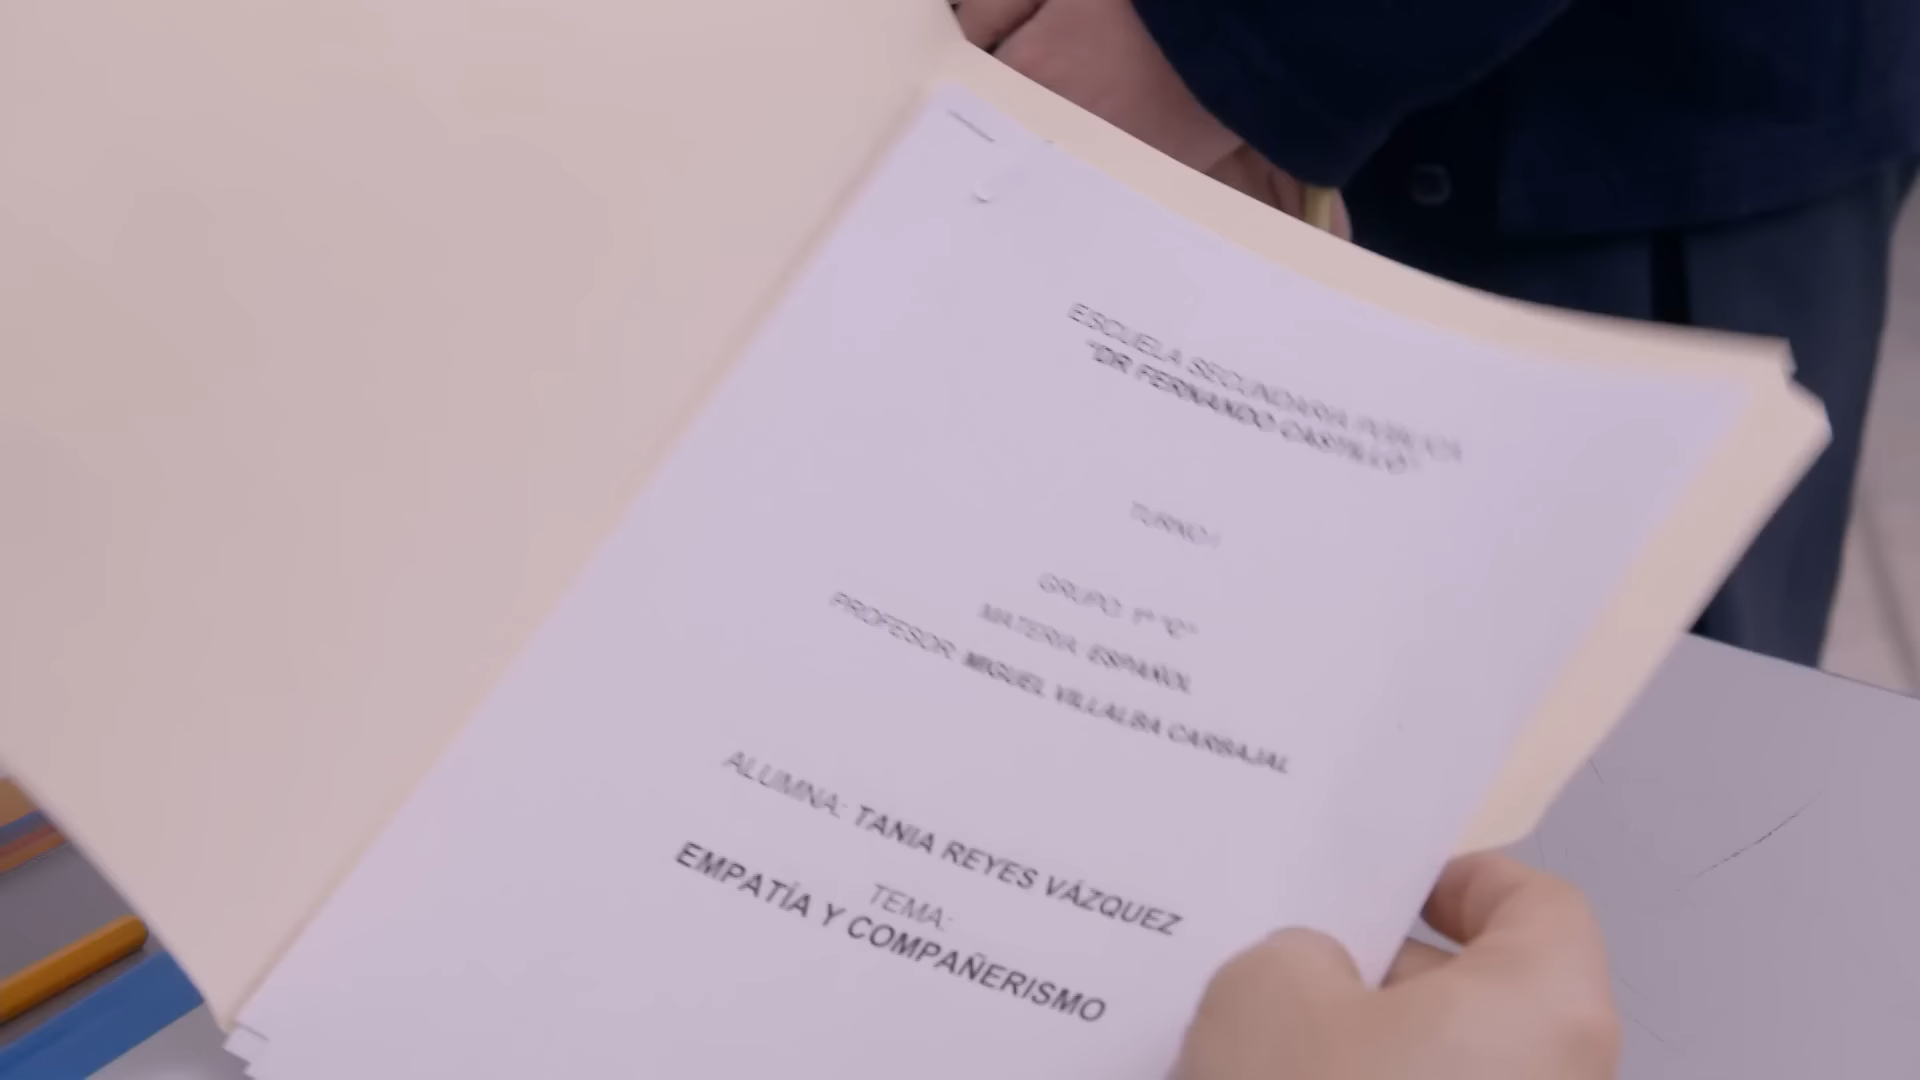 ESCUELA SECUNDARIA PÚBLICA
"DR FERNANDO CASTILLO"
TURNO I
GRUPO: 1° "C"
MATERIA: ESPAÑOL
PROFESOR: MIGUEL VILLALBA CARBAJAL
ALUMNA: TANIA REYES VÁZQUEZ
TEMA:
EMPATÍA Y COMPAÑERISMO